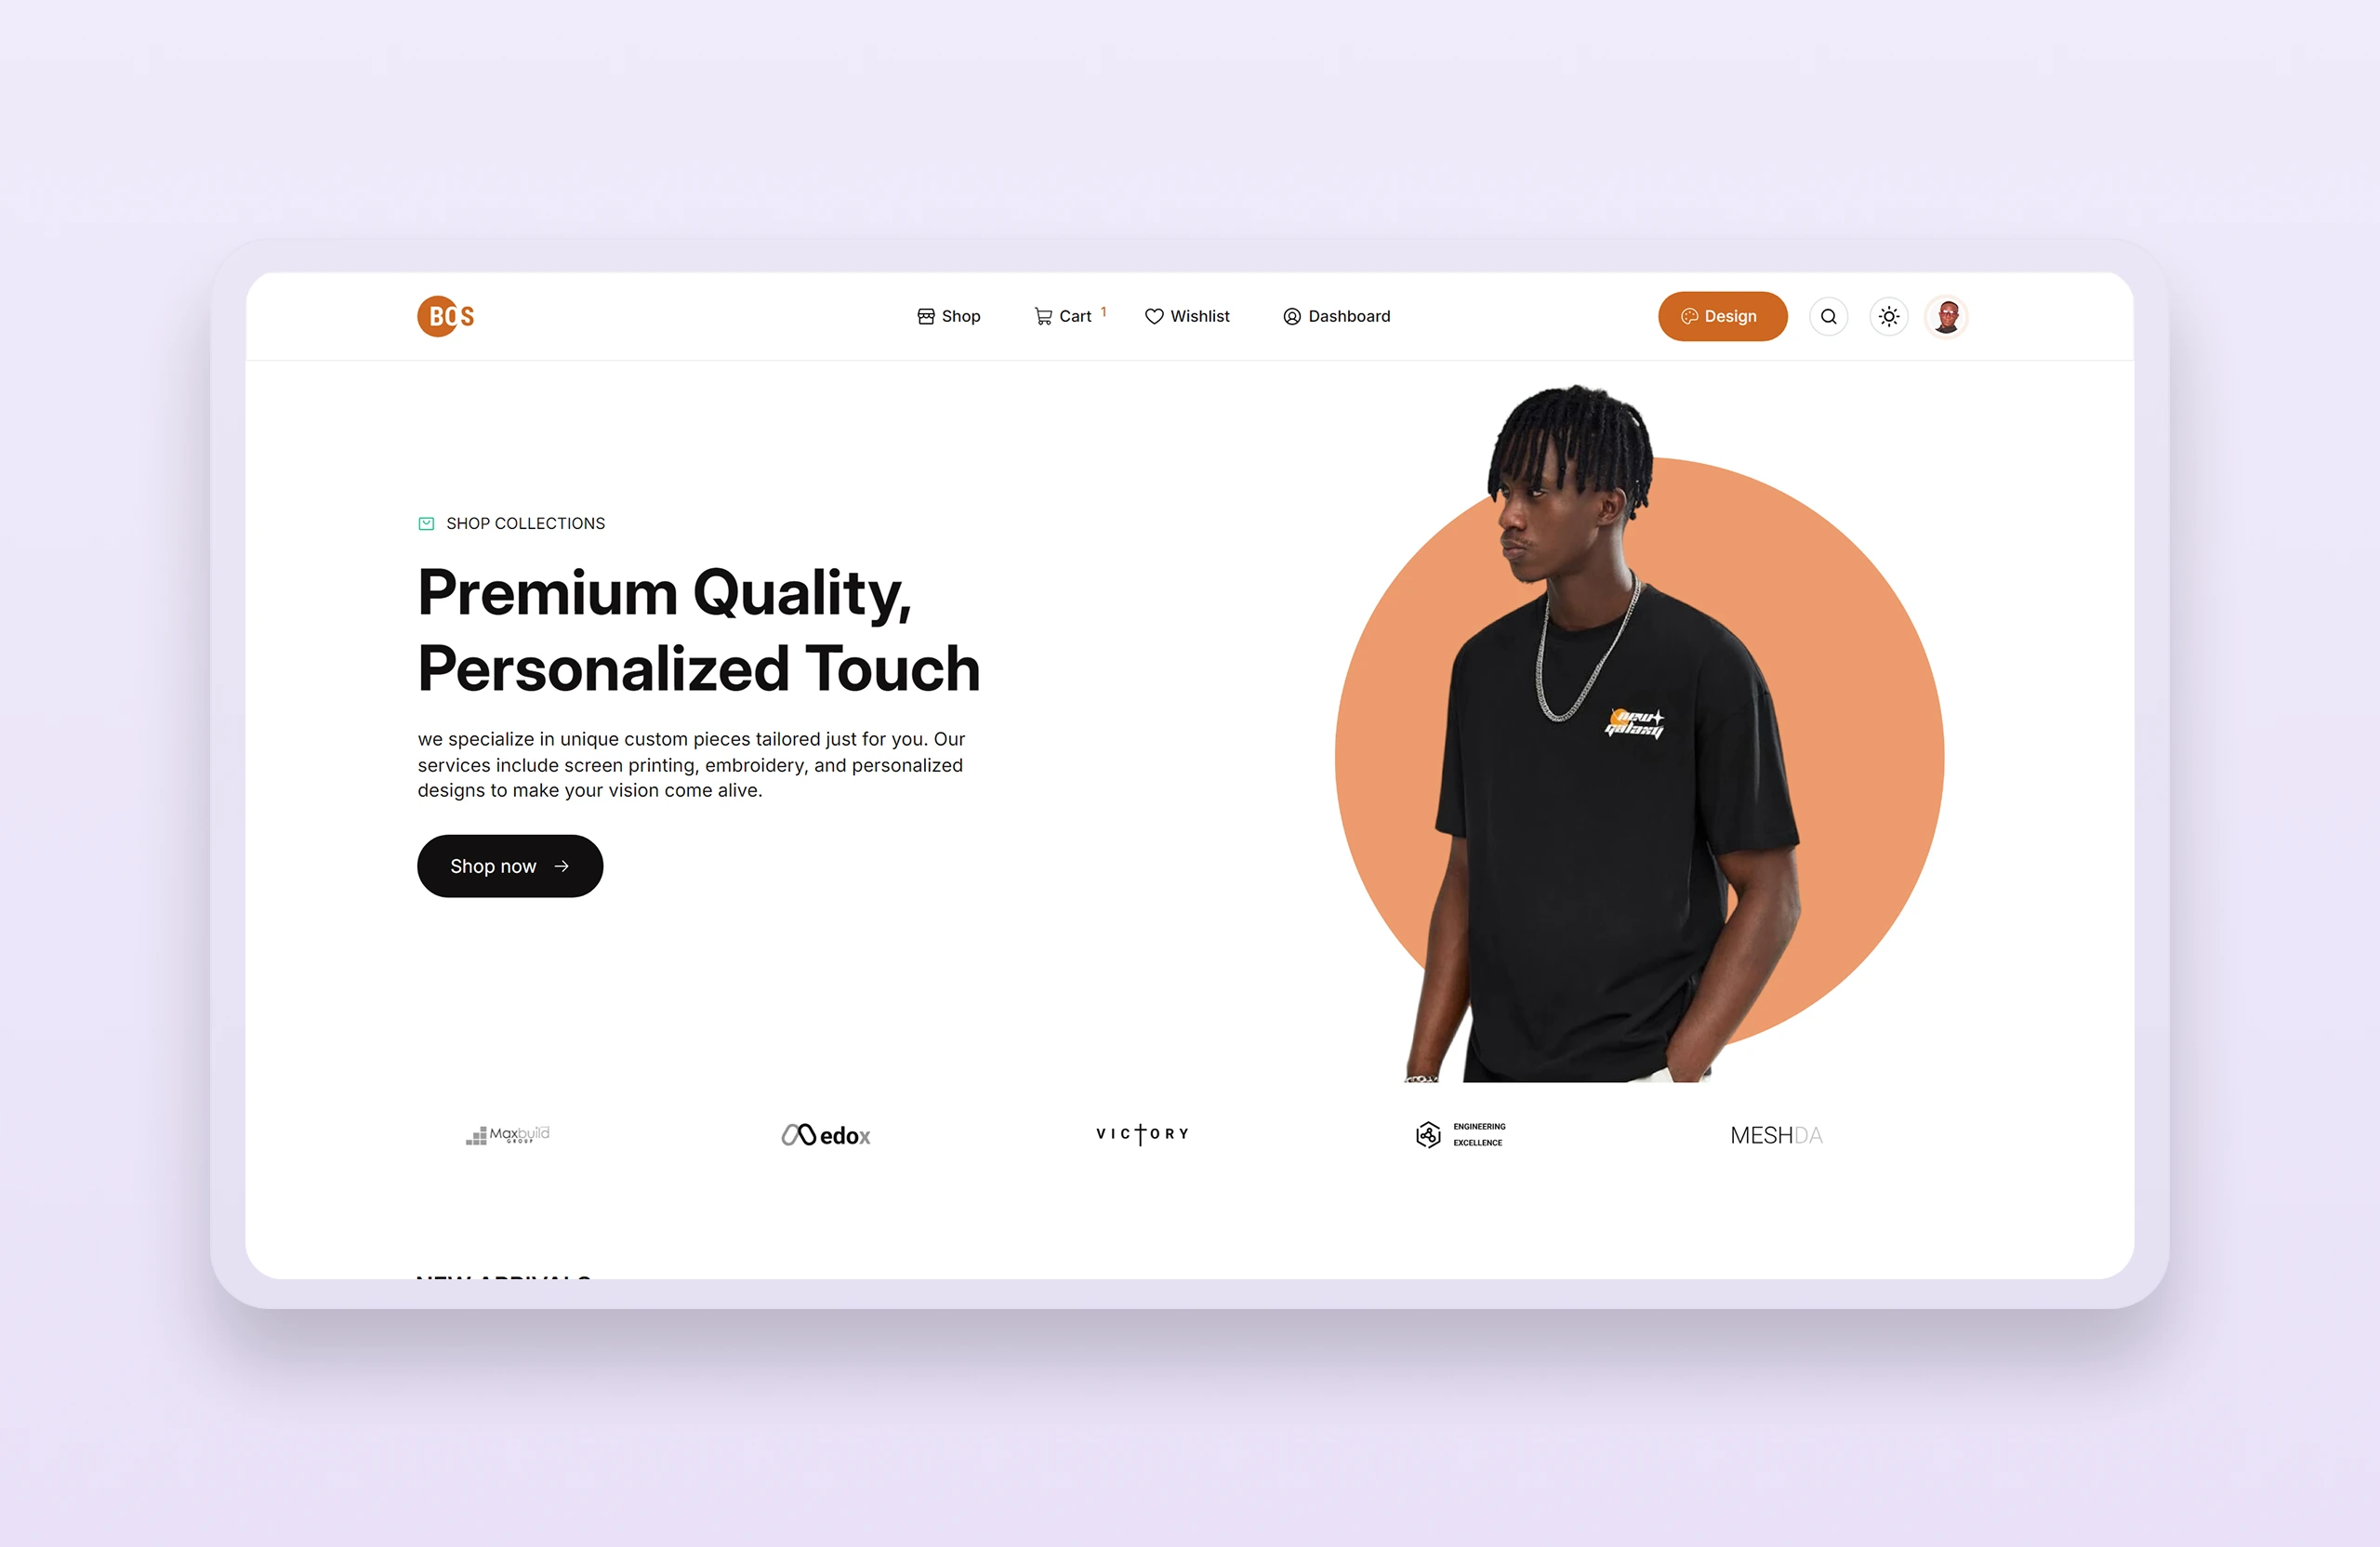 BOS
Shop
Cart 1
Wishlist
Dashboard
Design
SHOP COLLECTIONS
Premium Quality,
Personalized Touch
we specialize in unique custom pieces tailored just for you. Our
services include screen printing, embroidery, and personalized
designs to make your vision come alive.
Shop now
new
galaxy
Maxbuild
GROUP
edox
VICTORY
ENGINEERING
EXCELLENCE
MESHDA
NEW ARRIVALS